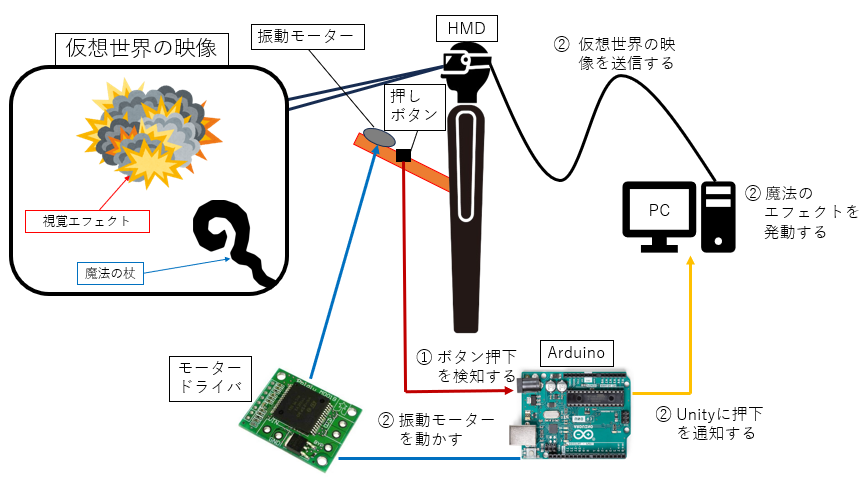 仮想世界の映像
振動モーター
HMD
② 仮想世界の映
像を送信する
押し
ボタン
視覚エフェクト
魔法の杖
PC
② 魔法の
エフェクトを
発動する
① ボタン押下
を検知する
Arduino
モーター
ドライバ
② 振動モーター
を動かす
② Unityに押下
を通知する